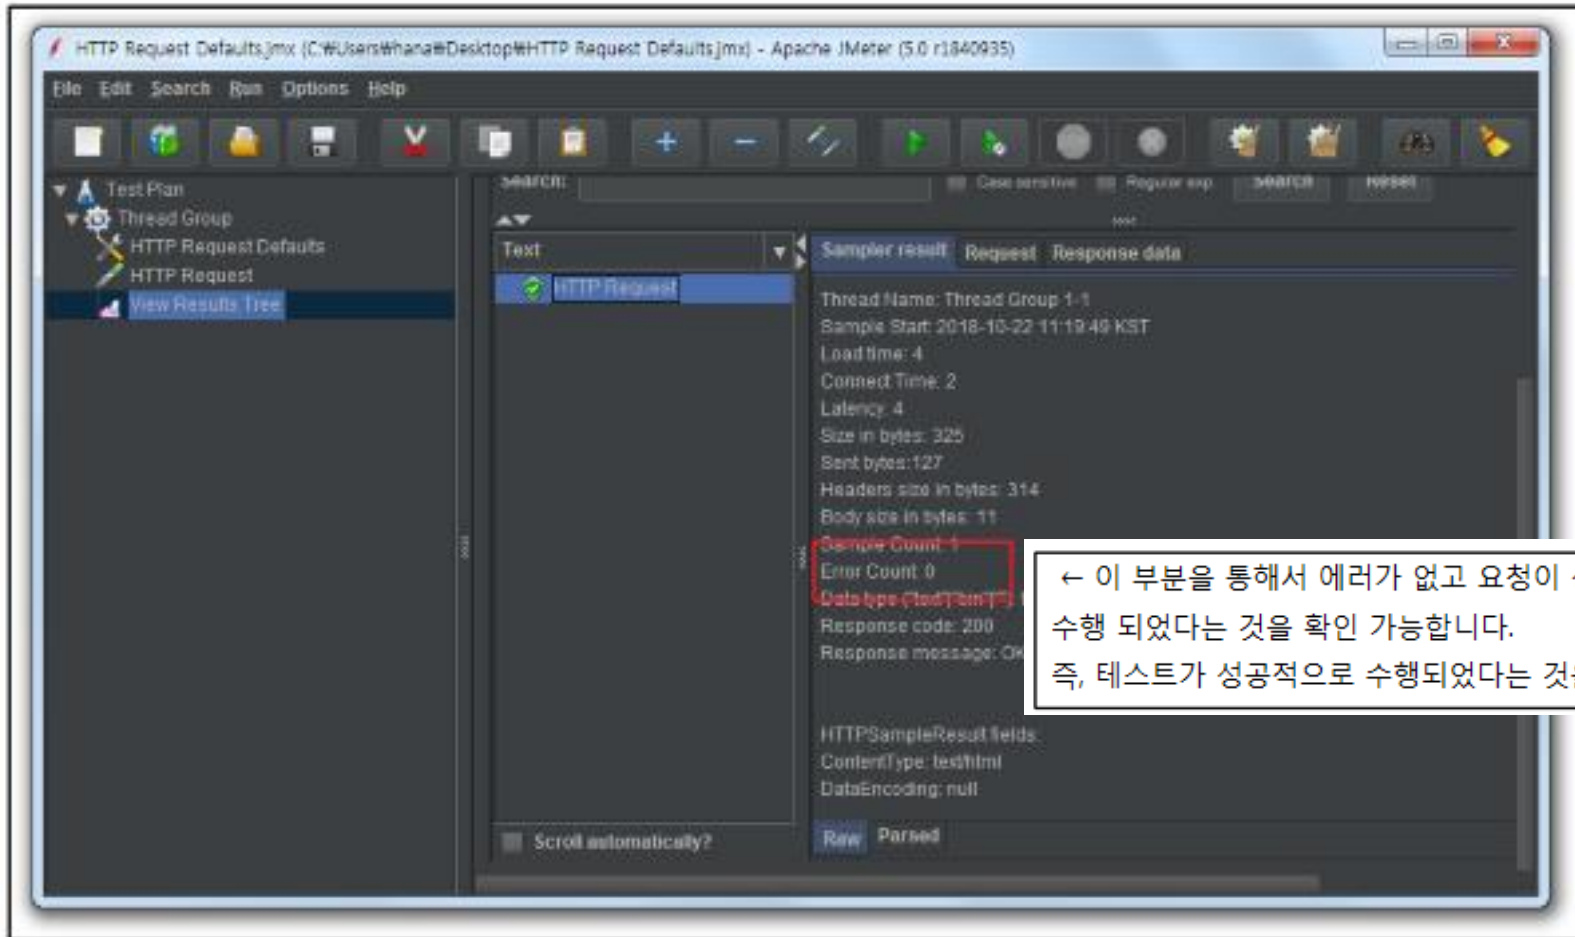 HTTP Request Defaults.jmx (C:₩Users₩hana₩Desktop₩HTTP Request Defaults.jmx) - Apache JMeter (5.0 r1840935)
File Edit Search Run Options Help
Test Plan
Thread Group
HTTP Request Defaults
HTTP Request
View Results Tree
Search:
Case sensitive
Regular exp.
Search
Reset
Text
HTTP Request
Scroll automatically?
Sampler result Request Response data
Thread Name: Thread Group 1-1
Sample Start: 2018-10-22 11:19:49 KST
Load time: 4
Connect Time: 2
Latency: 4
Size in bytes: 325
Sent bytes:127
Headers size in bytes: 314
Body size in bytes: 11
Sample Count: 1
Error Count: 0
Data type ("text"|"bin"|""):
Response code: 200
Response message: OK
← 이 부분을 통해서 에러가 없고 요청이
수행 되었다는 것을 확인 가능합니다.
즉, 테스트가 성공적으로 수행되었다는
HTTPSampleResult fields:
ContentType: text/html
DataEncoding: null
Raw Parsed